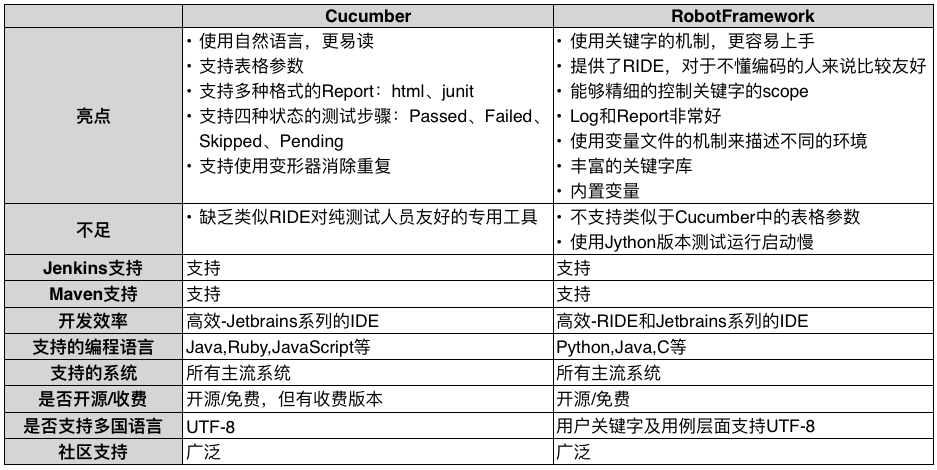 Cucumber RobotFramework
亮点
• 使用自然语言，更易读
• 支持表格参数
• 支持多种格式的Report：html、junit
• 支持四种状态的测试步骤：Passed、Failed、
Skipped、Pending
• 支持使用变形器消除重复
• 使用关键字的机制，更容易上手
• 提供了RIDE，对于不懂编码的人来说比较友好
• 能够精细的控制关键字的scope
• Log和Report非常好
• 使用变量文件的机制来描述不同的环境
• 丰富的关键字库
• 内置变量
不足
• 缺乏类似RIDE对纯测试人员友好的专用工具
• 不支持类似于Cucumber中的表格参数
• 使用Jython版本测试运行启动慢
Jenkins支持 支持 支持
Maven支持 支持 支持
开发效率 高效-Jetbrains系列的IDE 高效-RIDE和Jetbrains系列的IDE
支持的编程语言 Java,Ruby,JavaScript等 Python,Java,C等
支持的系统 所有主流系统 所有主流系统
是否开源/收费 开源/免费，但有收费版本 开源/免费
是否支持多国语言 UTF-8 用户关键字及用例层面支持UTF-8
社区支持 广泛 广泛